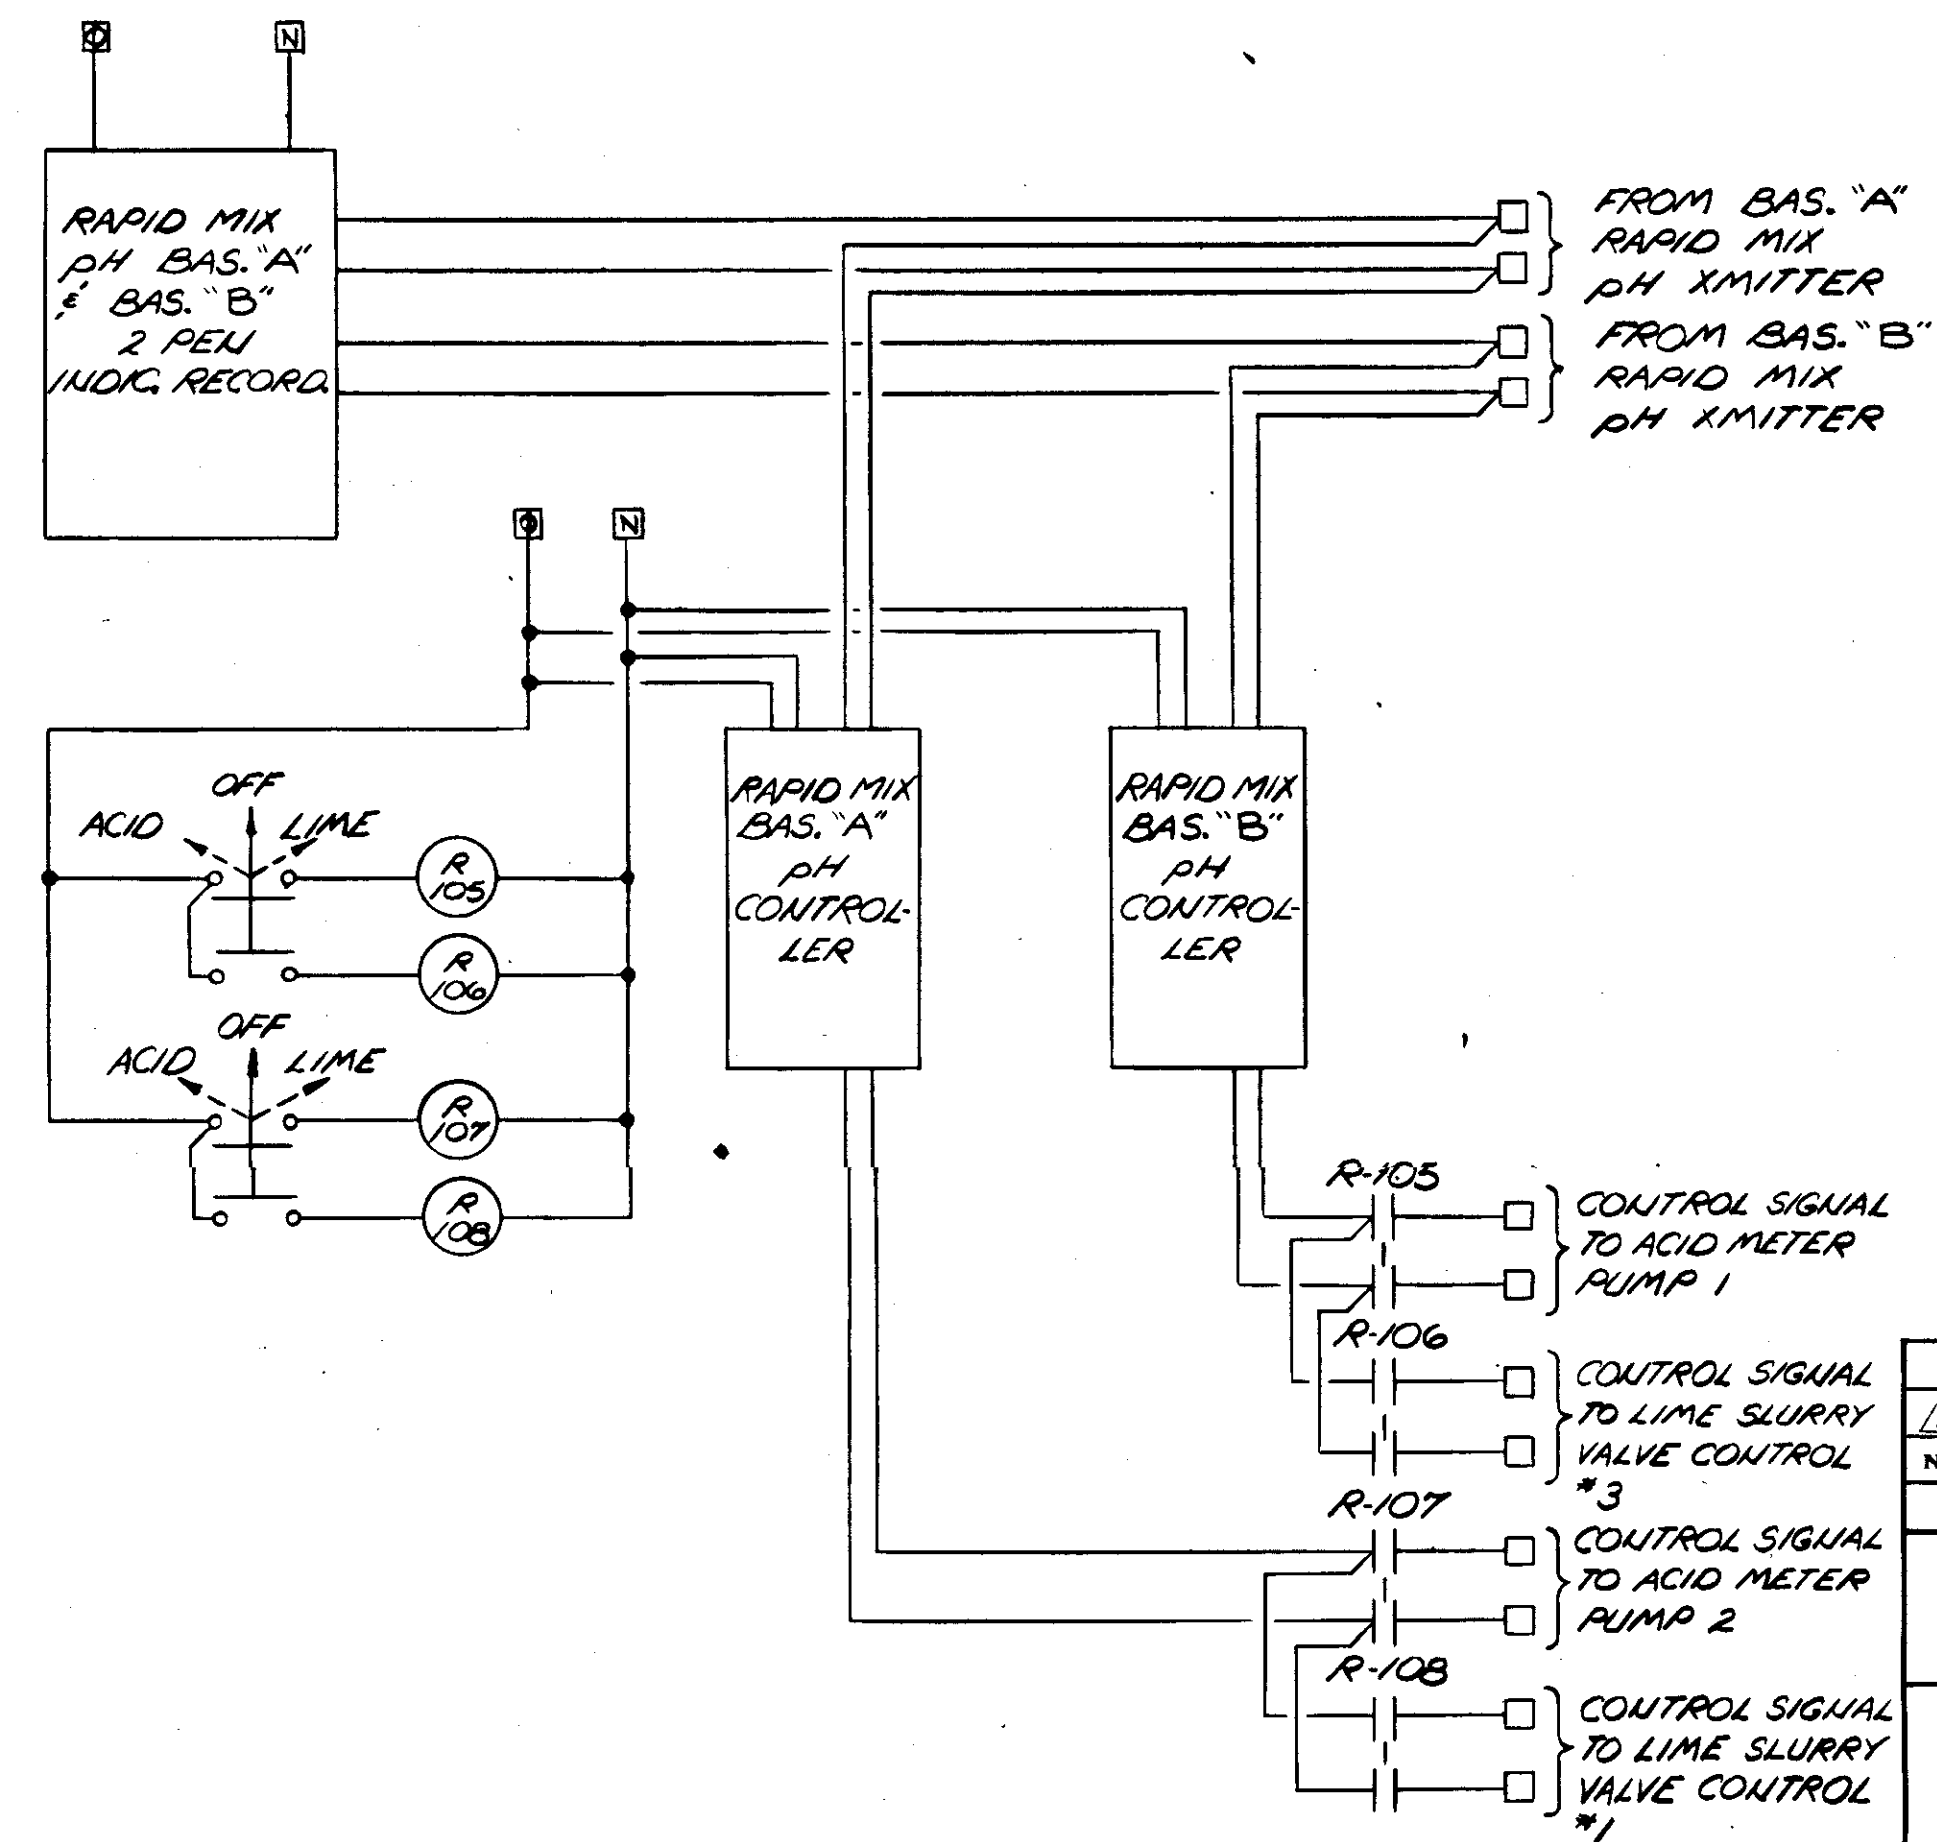 Φ N
RAPID MIX
pH BAS. "A"
& BAS. "B"
2 PEN
INDIC. RECORD.
FROM BAS. "A"
RAPID MIX
pH XMITTER
FROM BAS. "B"
RAPID MIX
pH XMITTER
Φ N
OFF
ACID LIME
R
105
R
106
OFF
ACID LIME
R
107
R
108
RAPID MIX
BAS. "A"
pH
CONTROL-
LER
RAPID MIX
BAS. "B"
pH
CONTROL-
LER
R-105
CONTROL SIGNAL
TO ACID METER
PUMP 1
R-106
CONTROL SIGNAL
TO LIME SLURRY
VALVE CONTROL
#3
R-107
CONTROL SIGNAL
TO ACID METER
PUMP 2
R-108
CONTROL SIGNAL
TO LIME SLURRY
VALVE CONTROL
#1
N